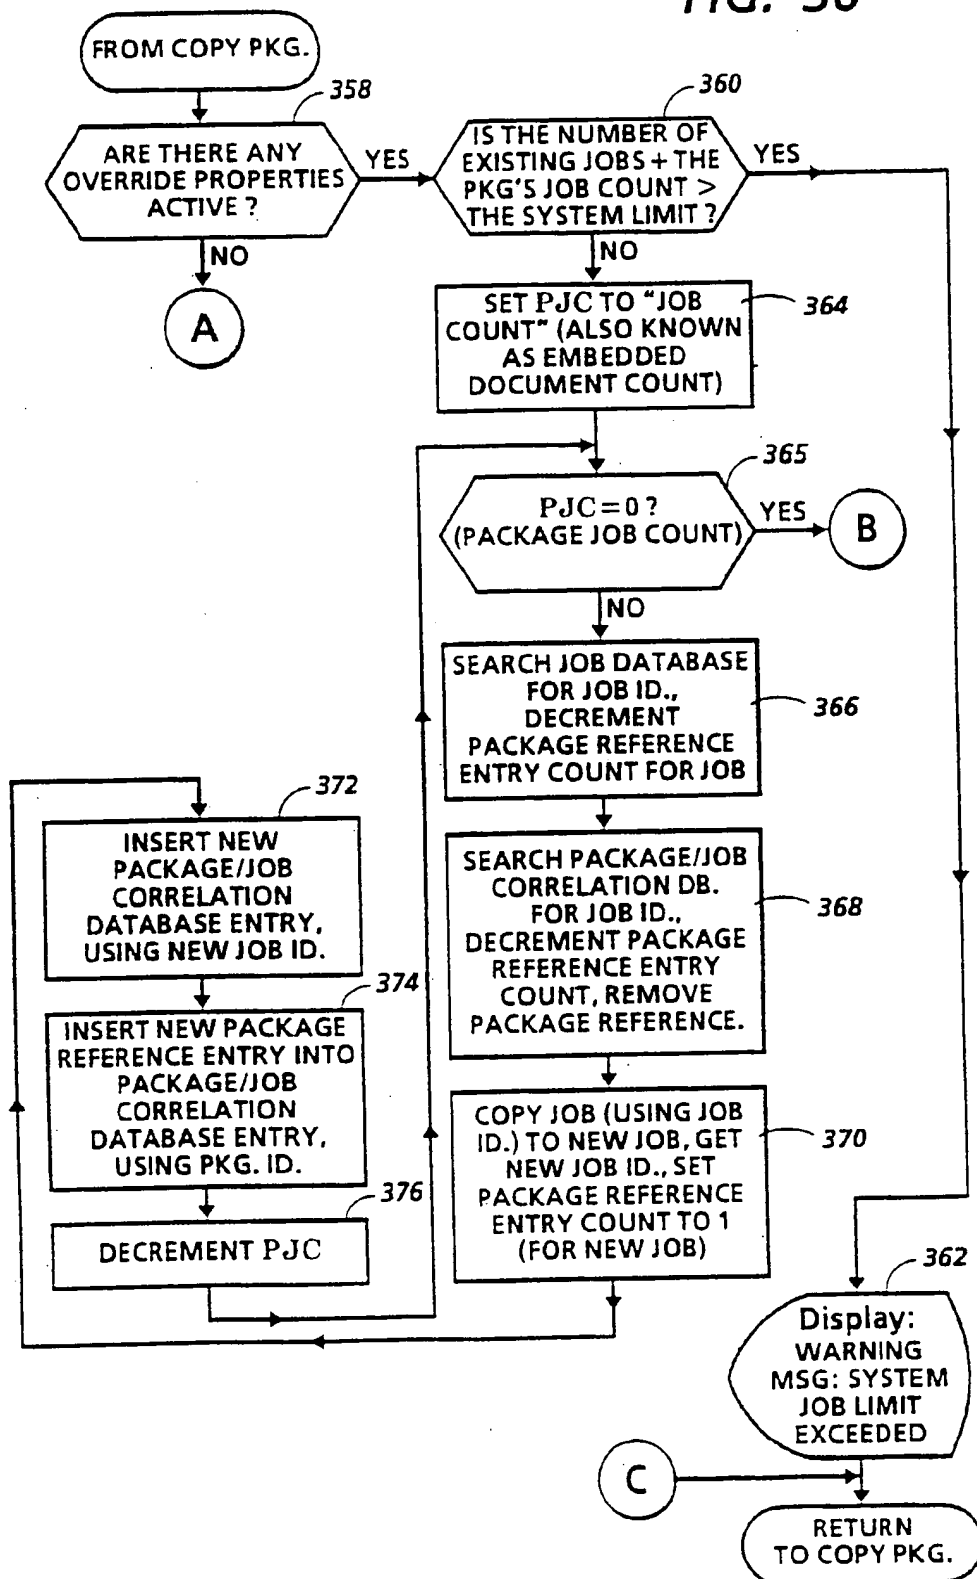 FIG. 36
FROM COPY PKG.
358
ARE THERE ANY
OVERRIDE PROPERTIES
ACTIVE ?
YES
NO
A
360
IS THE NUMBER OF
EXISTING JOBS + THE
PKG'S JOB COUNT >
THE SYSTEM LIMIT ?
YES
NO
SET PJC TO "JOB
COUNT" (ALSO KNOWN
AS EMBEDDED
DOCUMENT COUNT)
364
365
PJC=0 ?
(PACKAGE JOB COUNT)
YES
B
NO
SEARCH JOB DATABASE
FOR JOB ID.,
DECREMENT
PACKAGE REFERENCE
ENTRY COUNT FOR JOB
366
SEARCH PACKAGE/JOB
CORRELATION DB.
FOR JOB ID.,
DECREMENT PACKAGE
REFERENCE ENTRY
COUNT, REMOVE
PACKAGE REFERENCE.
368
COPY JOB (USING JOB
ID.) TO NEW JOB, GET
NEW JOB ID., SET
PACKAGE REFERENCE
ENTRY COUNT TO 1
(FOR NEW JOB)
370
372
INSERT NEW
PACKAGE/JOB
CORRELATION
DATABASE ENTRY,
USING NEW JOB ID.
374
INSERT NEW PACKAGE
REFERENCE ENTRY INTO
PACKAGE/JOB
CORRELATION
DATABASE ENTRY,
USING PKG. ID.
376
DECREMENT PJC
362
Display:
WARNING
MSG: SYSTEM
JOB LIMIT
EXCEEDED
C
RETURN
TO COPY PKG.